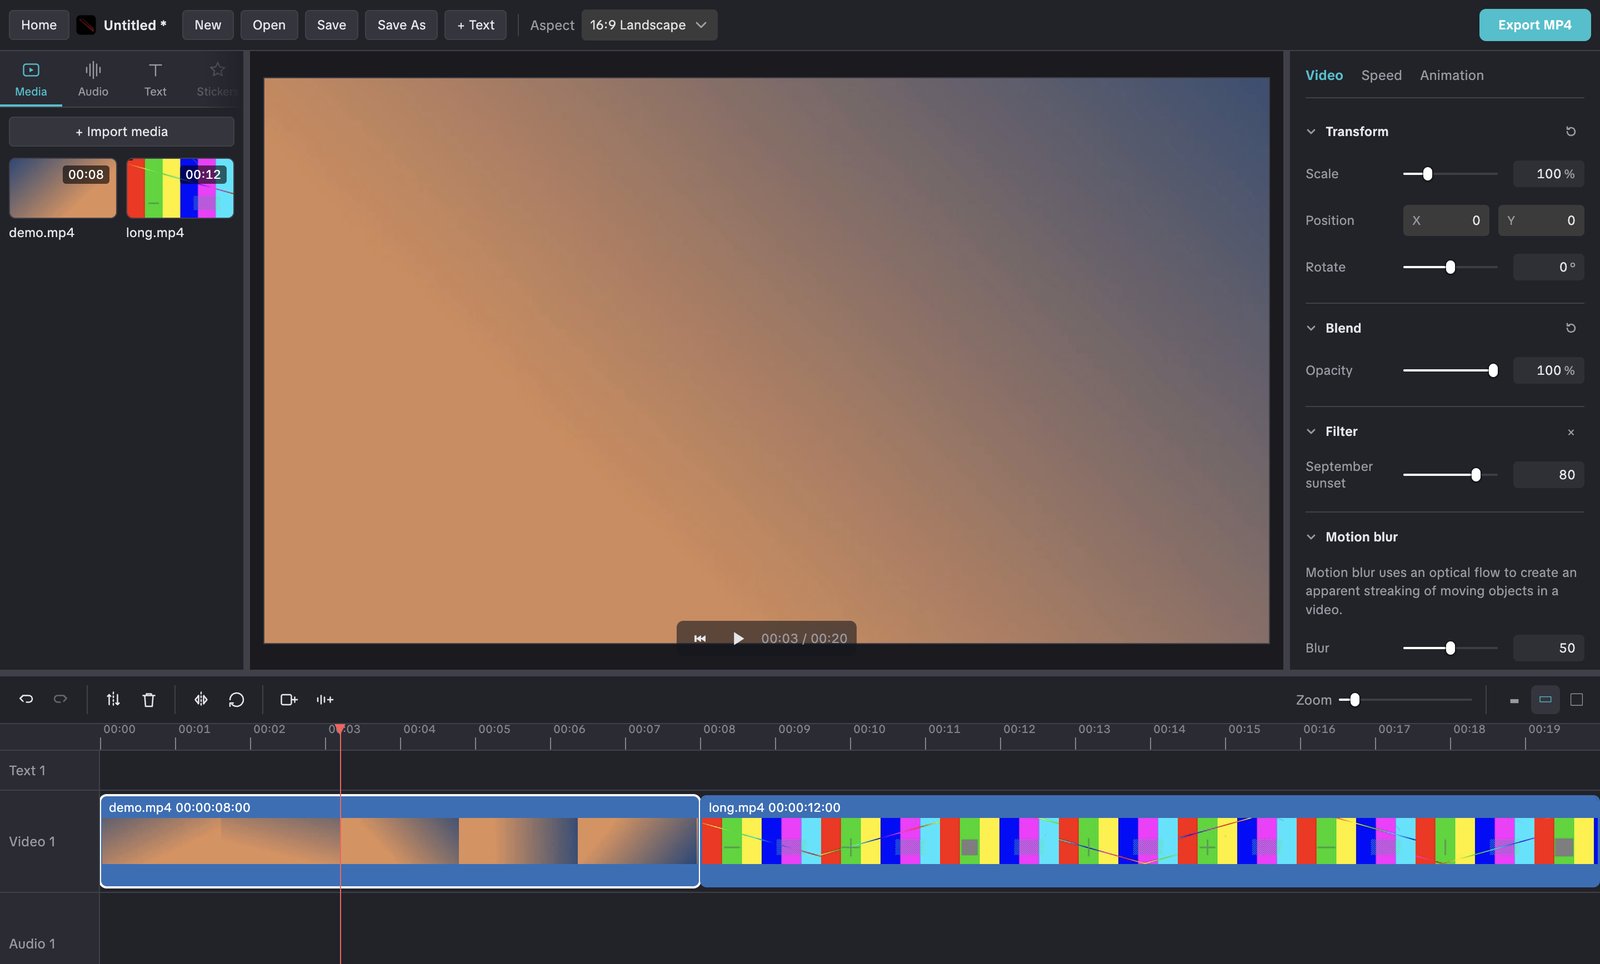 Home
Untitled *
New
Open
Save
Save As
+ Text
Aspect
16:9 Landscape
Export MP4
Media
Audio
Text
Sticker
+ Import media
00:08
00:12
demo.mp4
long.mp4
00:03 / 00:20
Video
Speed
Animation
Transform
Scale
100 %
Position
X 0
Y 0
Rotate
0°
Blend
Opacity
100 %
Filter
×
September
sunset
80
Motion blur
Motion blur uses an optical flow to create an
apparent streaking of moving objects in a
video.
Blur
50
Zoom
00:00 00:01 00:02 00:03 00:04 00:05 00:06 00:07 00:08 00:09 00:10 00:11 00:12 00:13 00:14 00:15 00:16 00:17 00:18 00:19
Text 1
demo.mp4 00:00:08:00
long.mp4 00:00:12:00
Video 1
Audio 1